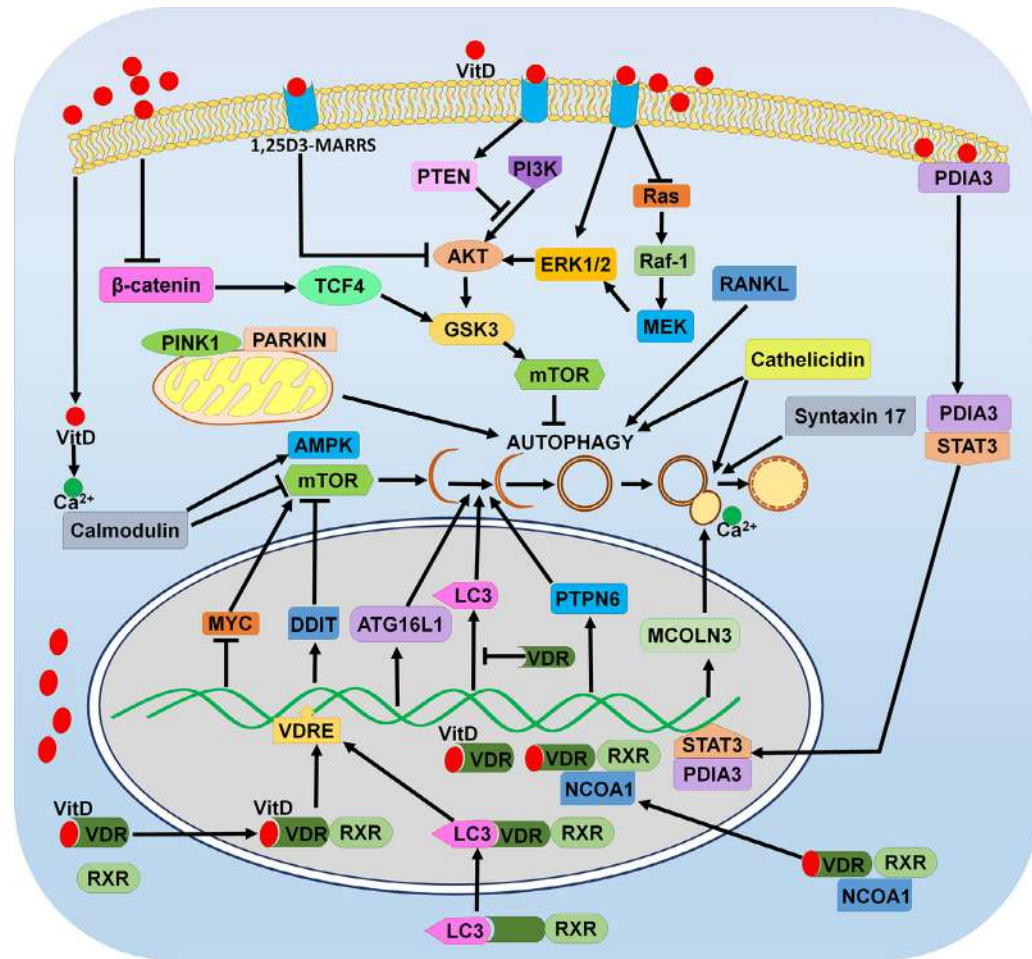 VitD
1,25D3-MARRS
PTEN
PI3K
PDIA3
Ras
AKT
ERK1/2
Raf-1
RANKL
β-catenin
TCF4
GSK3
MEK
PINK1
PARKIN
mTOR
Cathelicidin
AUTOPHAGY
Syntaxin 17
PDIA3
STAT3
VitD
AMPK
mTOR
Ca2+
Calmodulin
Ca2+
LC3
PTPN6
MYC
DDIT
ATG16L1
MCOLN3
VDR
VDRE
VitD
VDR
VDR
RXR
NCOA1
STAT3
PDIA3
VitD
VDR
RXR
VitD
VDR
RXR
LC3
VDR
RXR
VDR
RXR
NCOA1
LC3
RXR